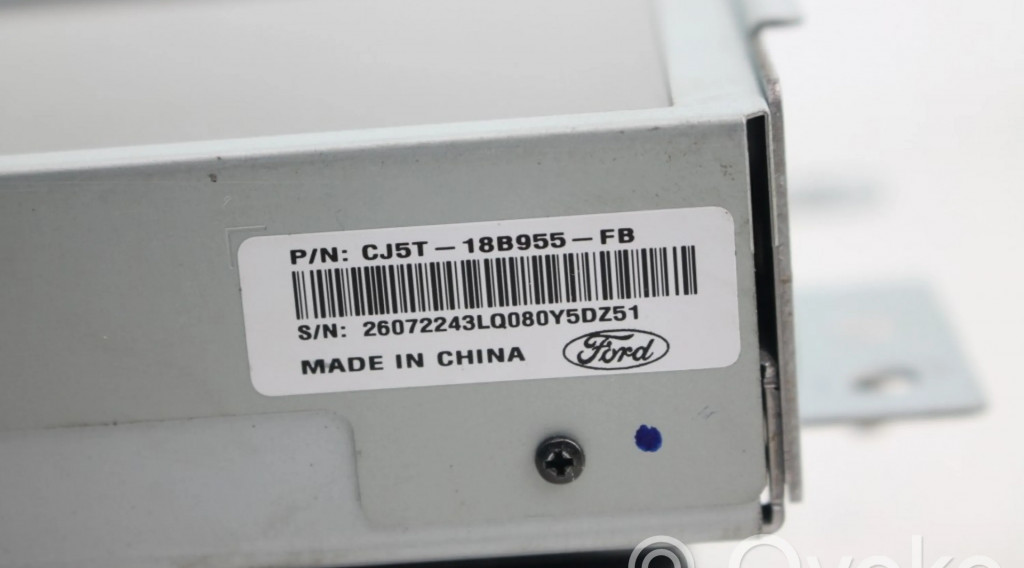 P/N: CJ5T-18B955-FB
S/N: 26072243LQ080Y5DZ51
MADE IN CHINA
Ford